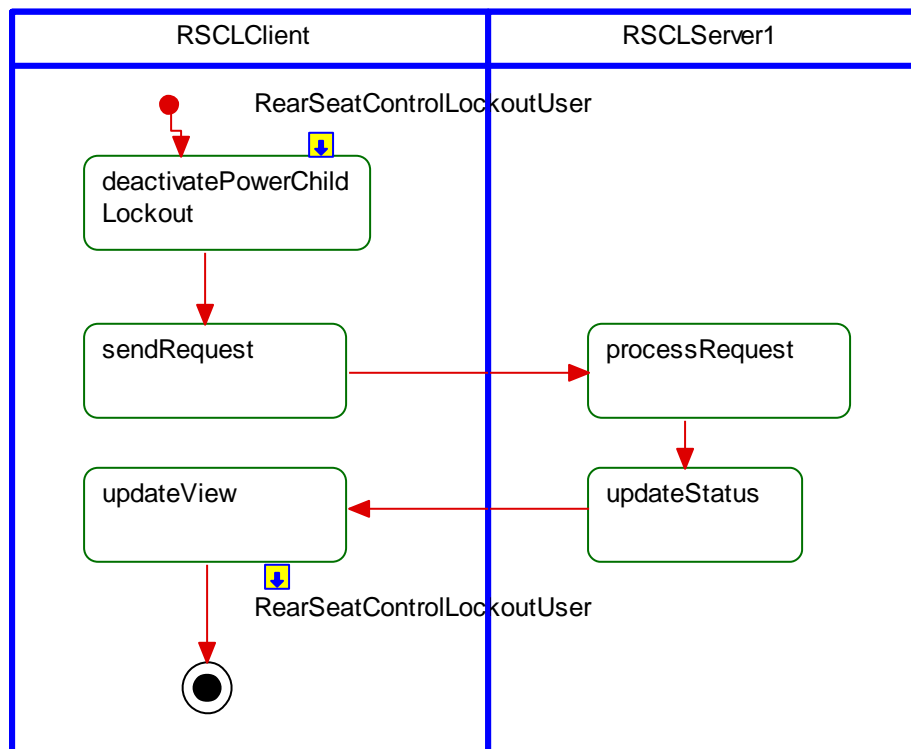 RSCLClient
RSCLServer1
RearSeatControlLockoutUser
deactivatePowerChild
Lockout
sendRequest
processRequest
updateView
updateStatus
RearSeatControlLockoutUser